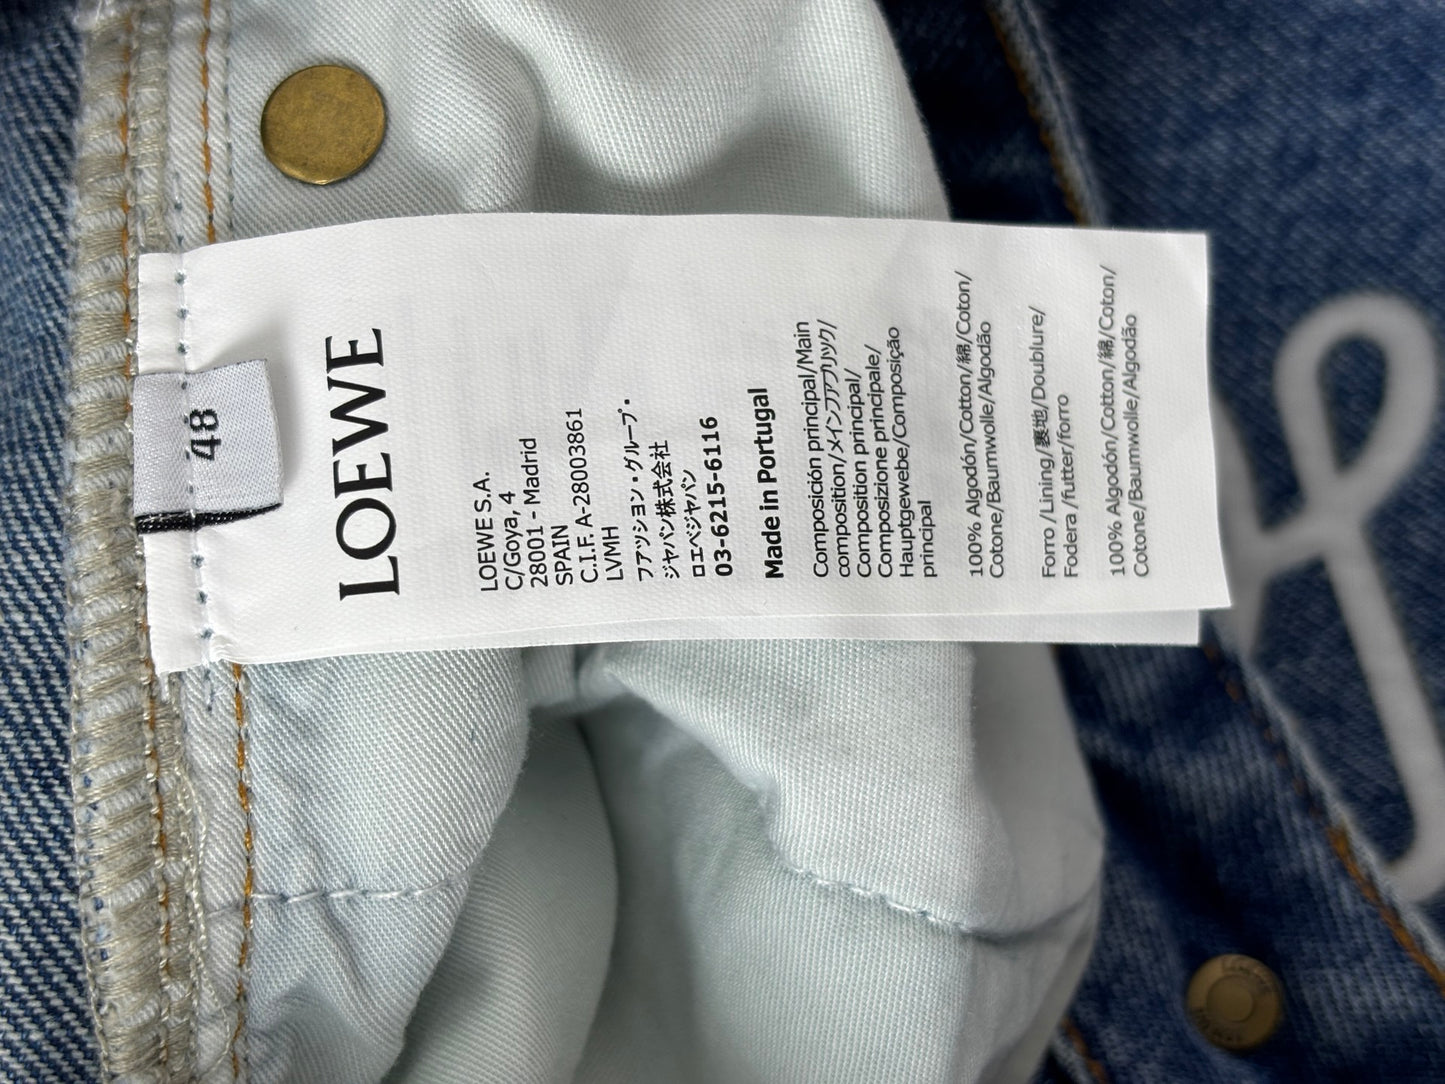 48
LOEWE
LOEWE S.A.
C/Goya, 4
28001 - Madrid
SPAIN
C.I.F. A-28003861
LVMH
ファッション・グループ・
ジャパン株式会社
ロエベジャパン
03-6215-6116
Made in Portugal
Composición principal/Main
composition/メインファブリック/
Composition principal/
Composizione principale/
Hauptgewebe/Composição
principal
100% Algodón/Cotton/綿/Coton/
Cotone/Baumwolle/Algodão
Forro /Lining/裏地/Doublure/
Fodera /futter/forro
100% Algodón/Cotton/綿/Coton/
Cotone/Baumwolle/Algodão